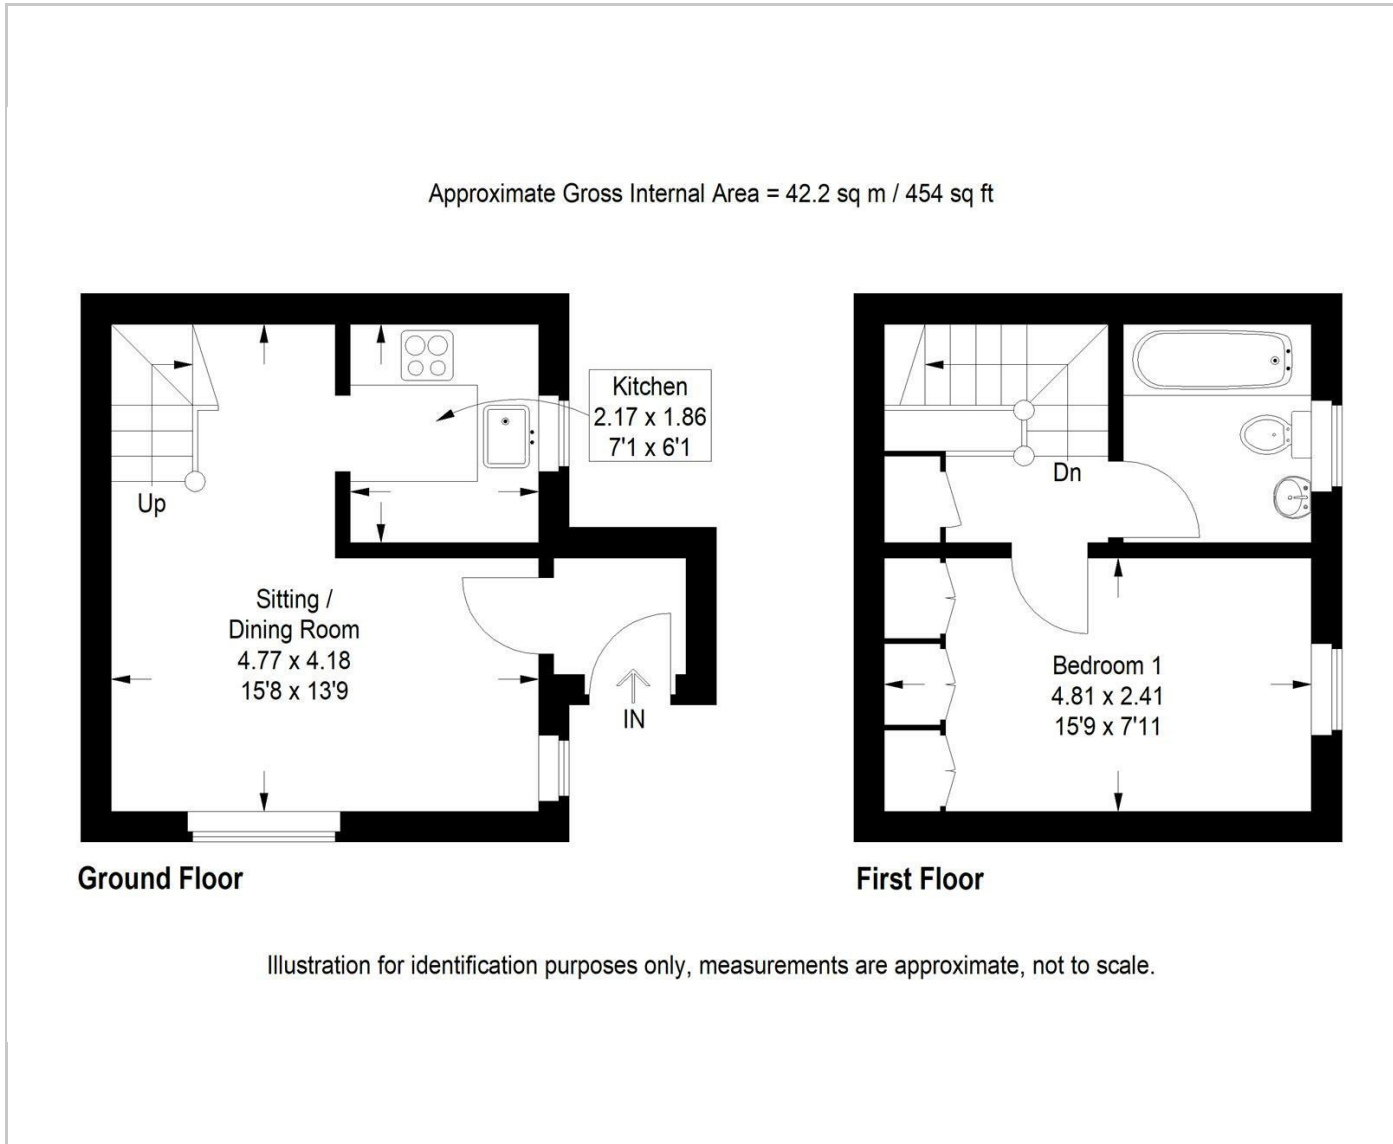 Approximate Gross Internal Area = 42.2 sq m / 454 sq ft
Kitchen
2.17 x 1.86
7'1 x 6'1
Up
Sitting /
Dining Room
4.77 x 4.18
15'8 x 13'9
IN
Ground Floor
Dn
Bedroom 1
4.81 x 2.41
15'9 x 7'11
First Floor
Illustration for identification purposes only, measurements are approximate, not to scale.